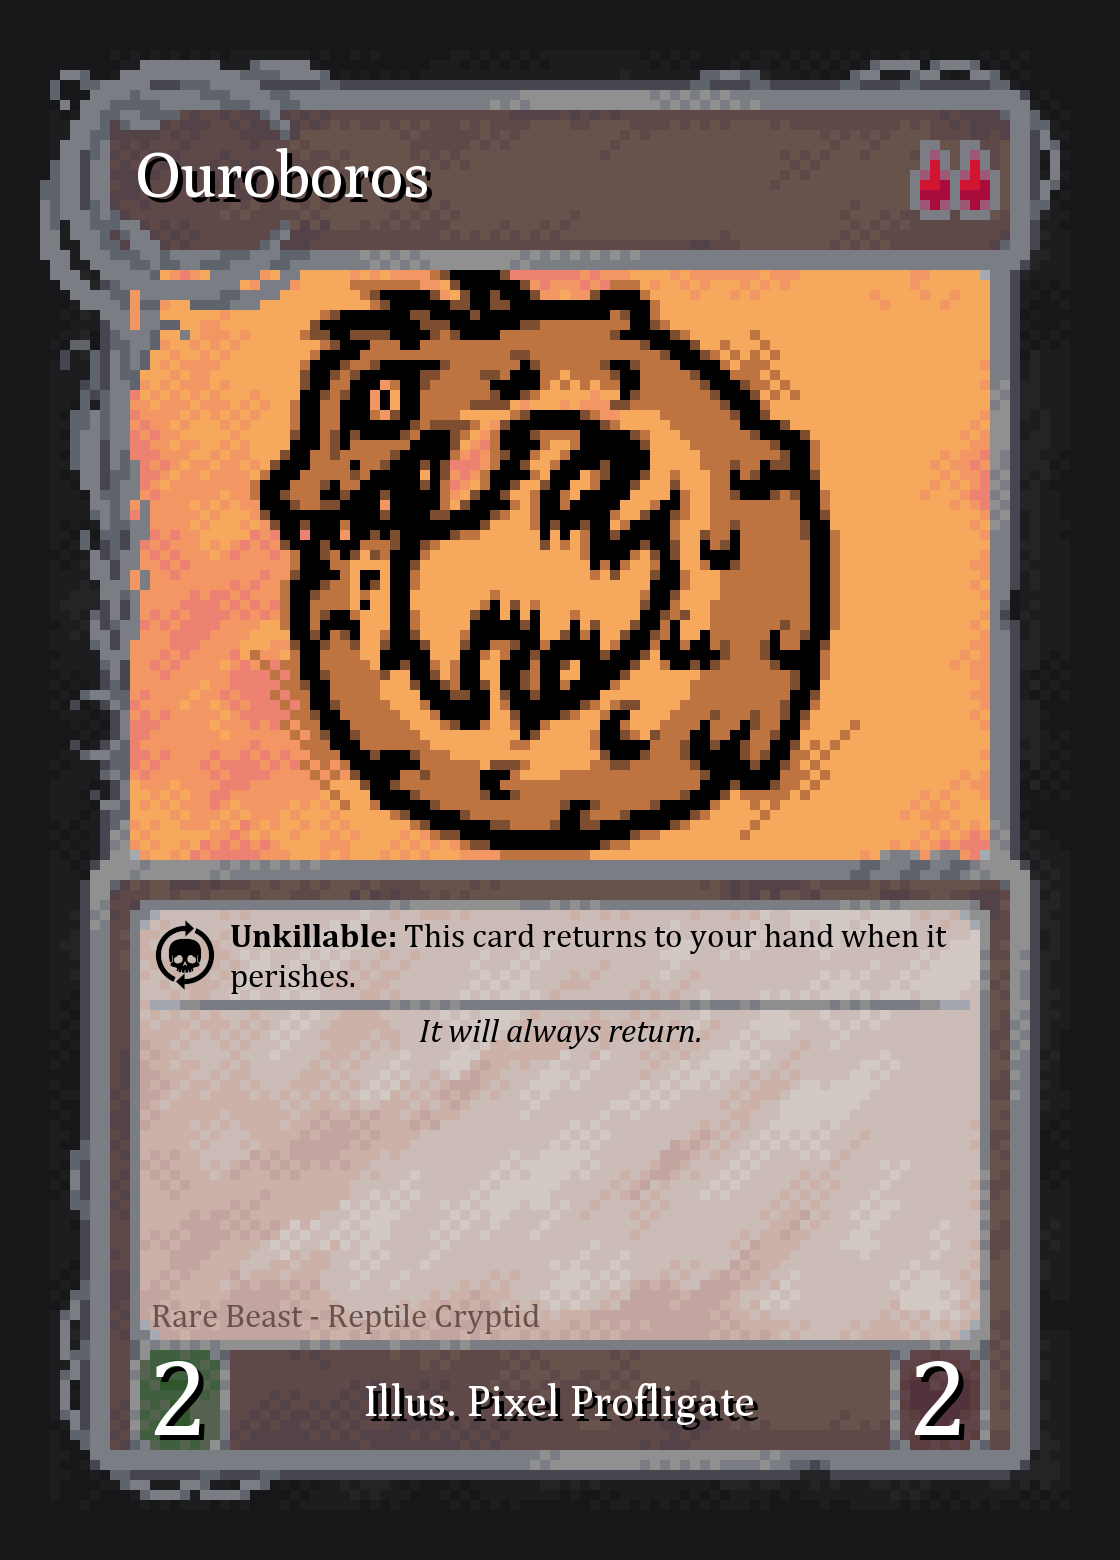 Ouroboros
Unkillable: This card returns to your hand when it
perishes.
It will always return.
Rare Beast - Reptile Cryptid
2
Illus. Pixel Profligate
2